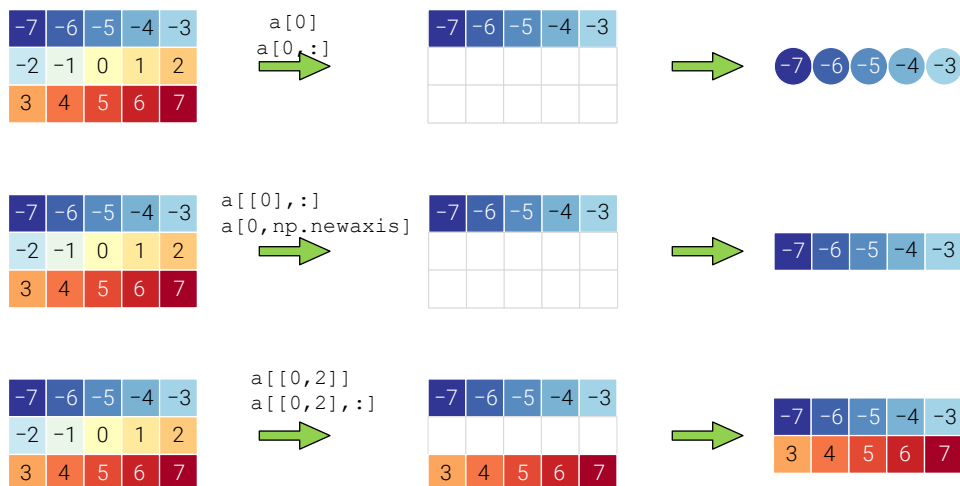 a[0]
a[0,:]
−7 −6 −5 −4 −3
−2 −1 0 1 2
3 4 5 6 7
−7 −6 −5 −4 −3
−7 −6 −5 −4 −3
a[[0],:]
a[0,np.newaxis]
−7 −6 −5 −4 −3
−2 −1 0 1 2
3 4 5 6 7
−7 −6 −5 −4 −3
−7 −6 −5 −4 −3
a[[0,2]]
a[[0,2],:]
−7 −6 −5 −4 −3
−2 −1 0 1 2
3 4 5 6 7
−7 −6 −5 −4 −3
3 4 5 6 7
−7 −6 −5 −4 −3
3 4 5 6 7